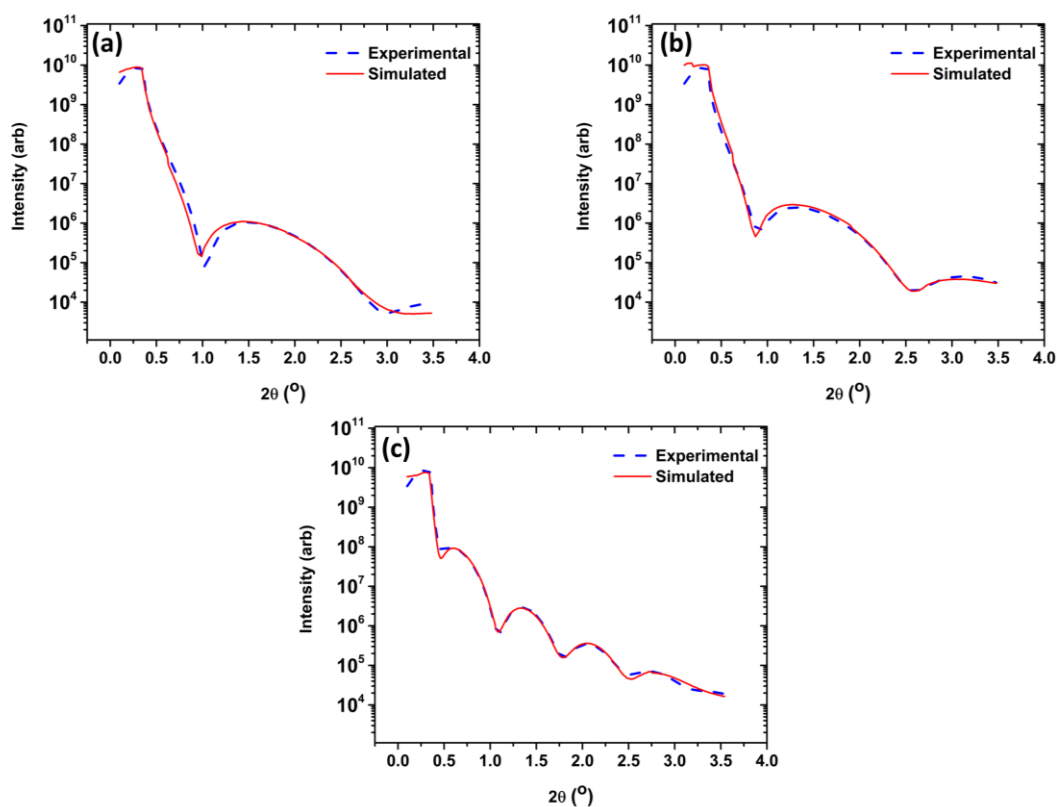 (a)
Experimental
Simulated
Intensity (arb)
10¹¹
10¹⁰
10⁹
10⁸
10⁷
10⁶
10⁵
10⁴
0.0 0.5 1.0 1.5 2.0 2.5 3.0 3.5 4.0
2θ (°)
(b)
Experimental
Simulated
Intensity (arb)
10¹¹
10¹⁰
10⁹
10⁸
10⁷
10⁶
10⁵
10⁴
0.0 0.5 1.0 1.5 2.0 2.5 3.0 3.5 4.0
2θ (°)
(c)
Experimental
Simulated
Intensity (arb)
10¹¹
10¹⁰
10⁹
10⁸
10⁷
10⁶
10⁵
10⁴
0.0 0.5 1.0 1.5 2.0 2.5 3.0 3.5 4.0
2θ (°)